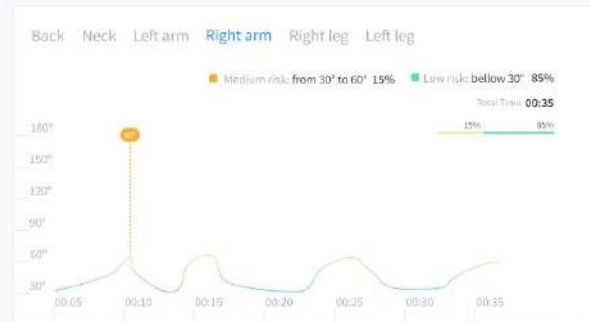 Back Neck Left arm Right arm Right leg Left leg
Medium risk: from 30° to 60° 15% Low risk: bellow 30° 85%
Total Time 00:35
15% 85%
180°
150°
120°
90°
60°
30°
00:05 00:10 00:15 00:20 00:25 00:30 00:35